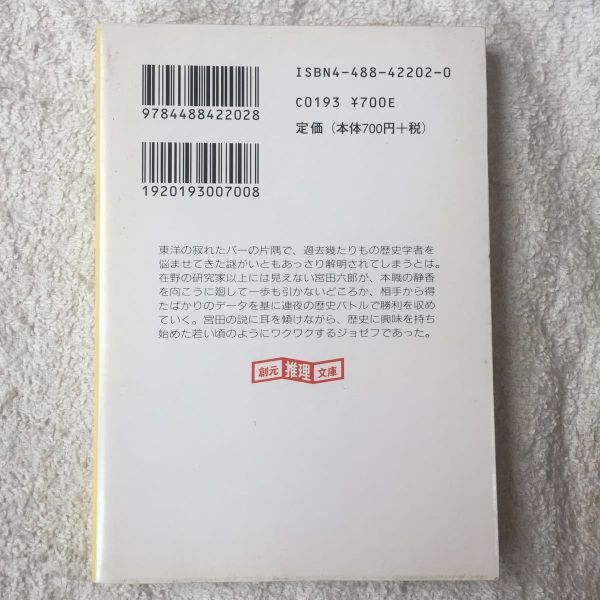 ISBN4-488-42202-0
9784488422028
C0193 ¥700E
定価（本体700円＋税）
1920193007008
東洋の寂れたバーの片隅で、過去幾たりもの歴史学者を
悩ませてきた謎がいともあっさり解明されてしまうとは。
在野の研究家以上には見えない宮田六郎が、本職の静香
を向こうに廻して一歩も引かないどころか、相手から得
たばかりのデータを基に連夜の歴史バトルで勝利を収め
ていく。宮田の説に耳を傾けながら、歴史に興味を持ち
始めた若い頃のようにワクワクするジョゼフであった。
創元推理文庫